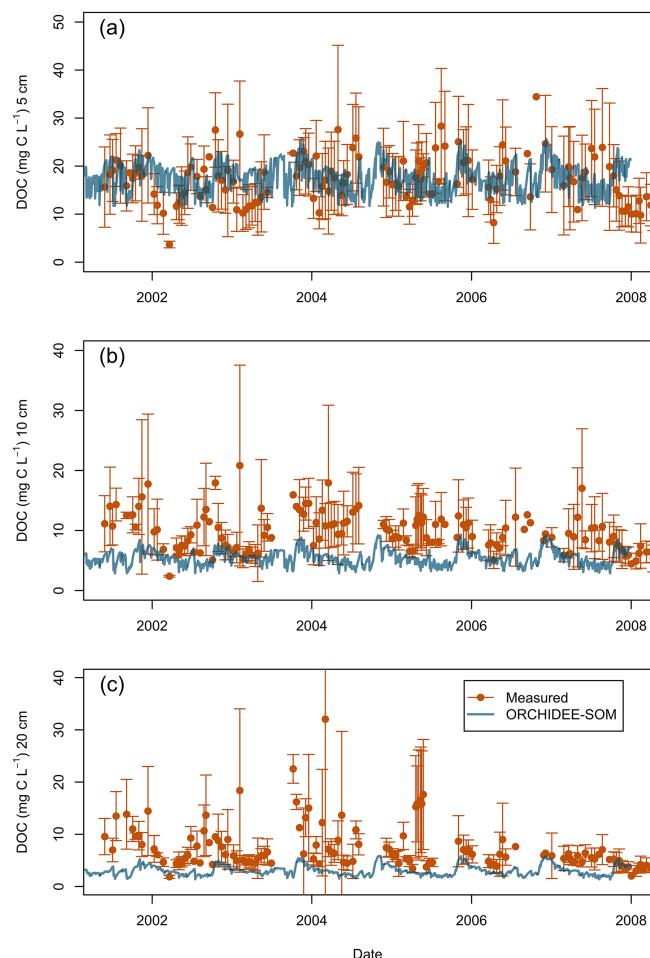 (a)
DOC (mg C L⁻¹) 5 cm
50
40
30
20
10
0
2002 2004 2006 2008
(b)
DOC (mg C L⁻¹) 10 cm
40
30
20
10
0
2002 2004 2006 2008
(c)
DOC (mg C L⁻¹) 20 cm
40
30
20
10
0
Measured
ORCHIDEE-SOM
2002 2004 2006 2008
Date